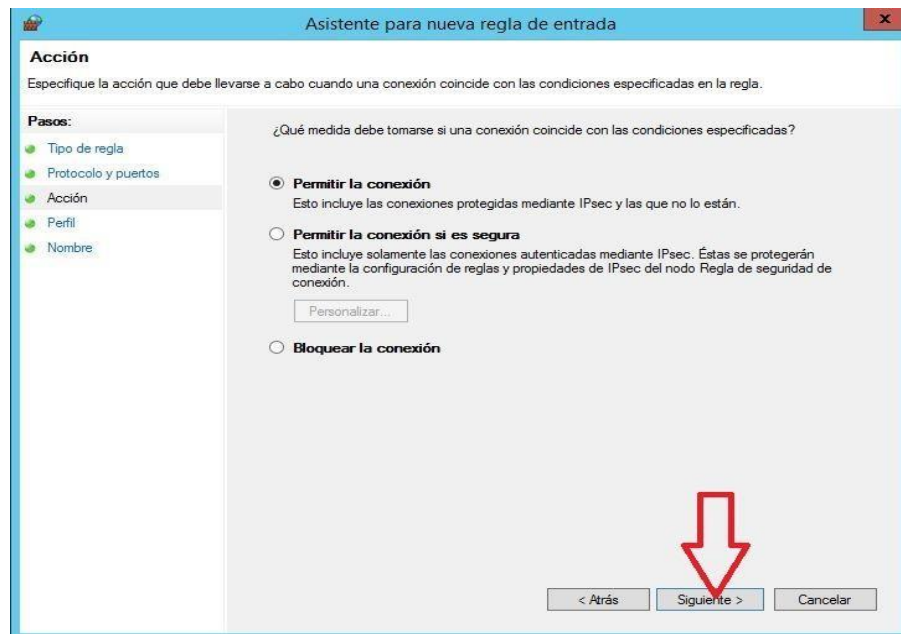 Asistente para nueva regla de entrada
x
Acción
Especifique la acción que debe llevarse a cabo cuando una conexión coincide con las condiciones especificadas en la regla.
Pasos:
Tipo de regla
Protocolo y puertos
Acción
Perfil
Nombre
¿Qué medida debe tomarse si una conexión coincide con las condiciones especificadas?
Permitir la conexión
Esto incluye las conexiones protegidas mediante IPsec y las que no lo están.
Permitir la conexión si es segura
Esto incluye solamente las conexiones autenticadas mediante IPsec. Éstas se protegerán
mediante la configuración de reglas y propiedades de IPsec del nodo Regla de seguridad de
conexión.
Personalizar...
Bloquear la conexión
< Atrás
Siguiente >
Cancelar